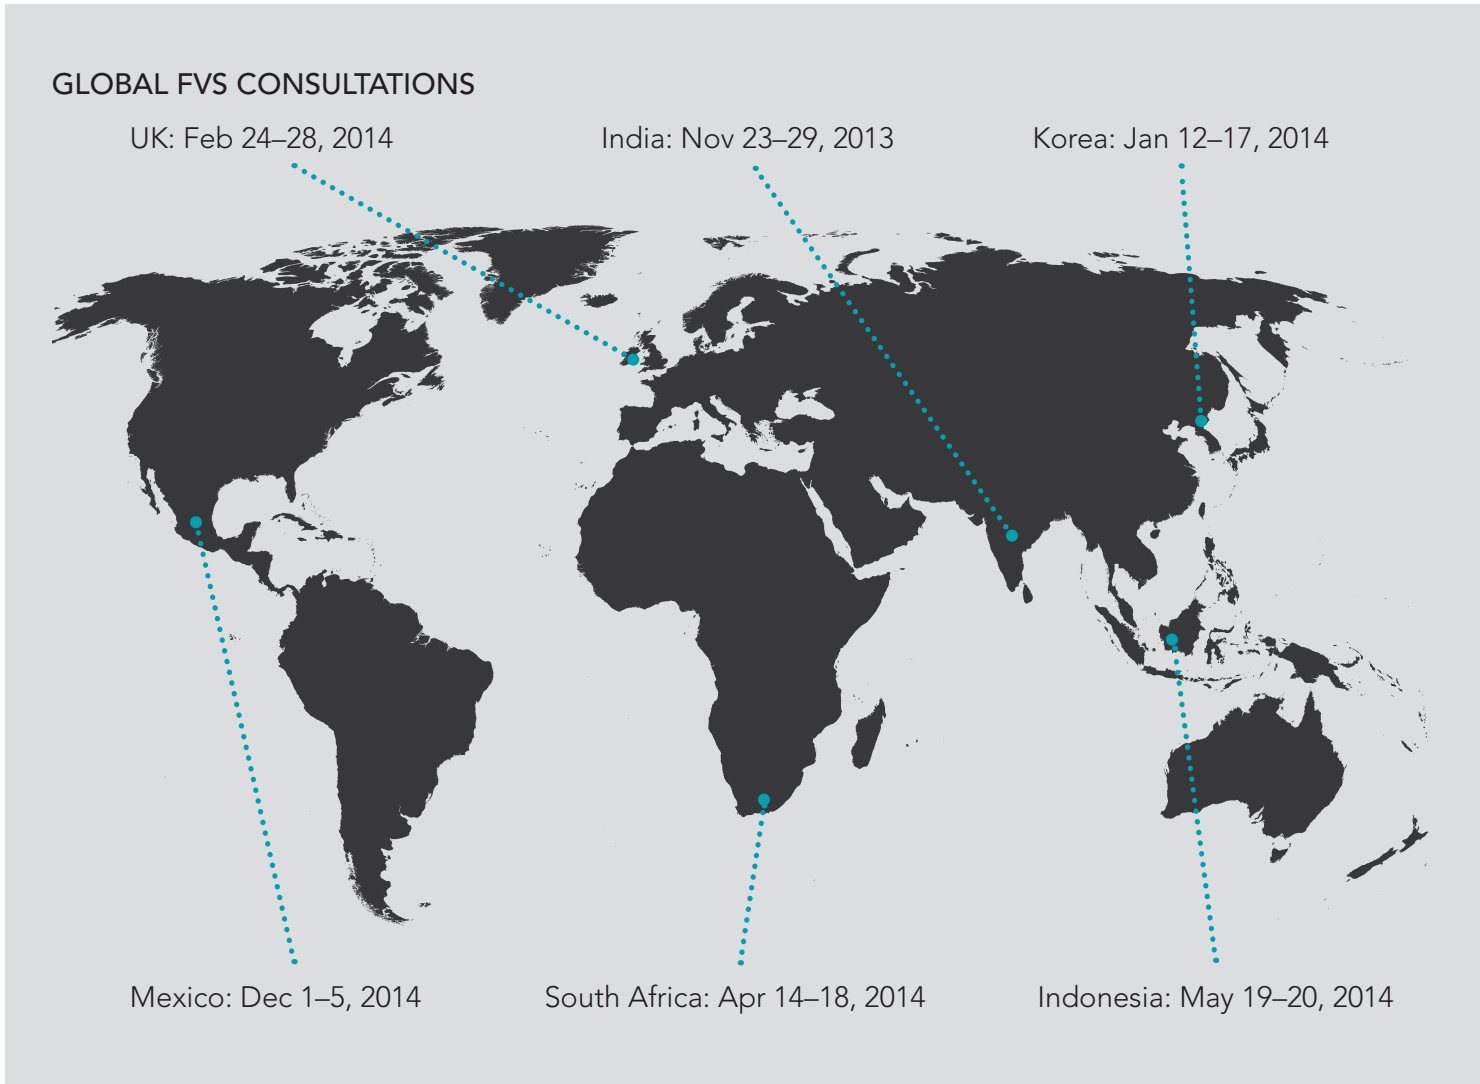 GLOBAL FVS CONSULTATIONS
UK: Feb 24–28, 2014
India: Nov 23–29, 2013
Korea: Jan 12–17, 2014
Mexico: Dec 1–5, 2014
South Africa: Apr 14–18, 2014
Indonesia: May 19–20, 2014